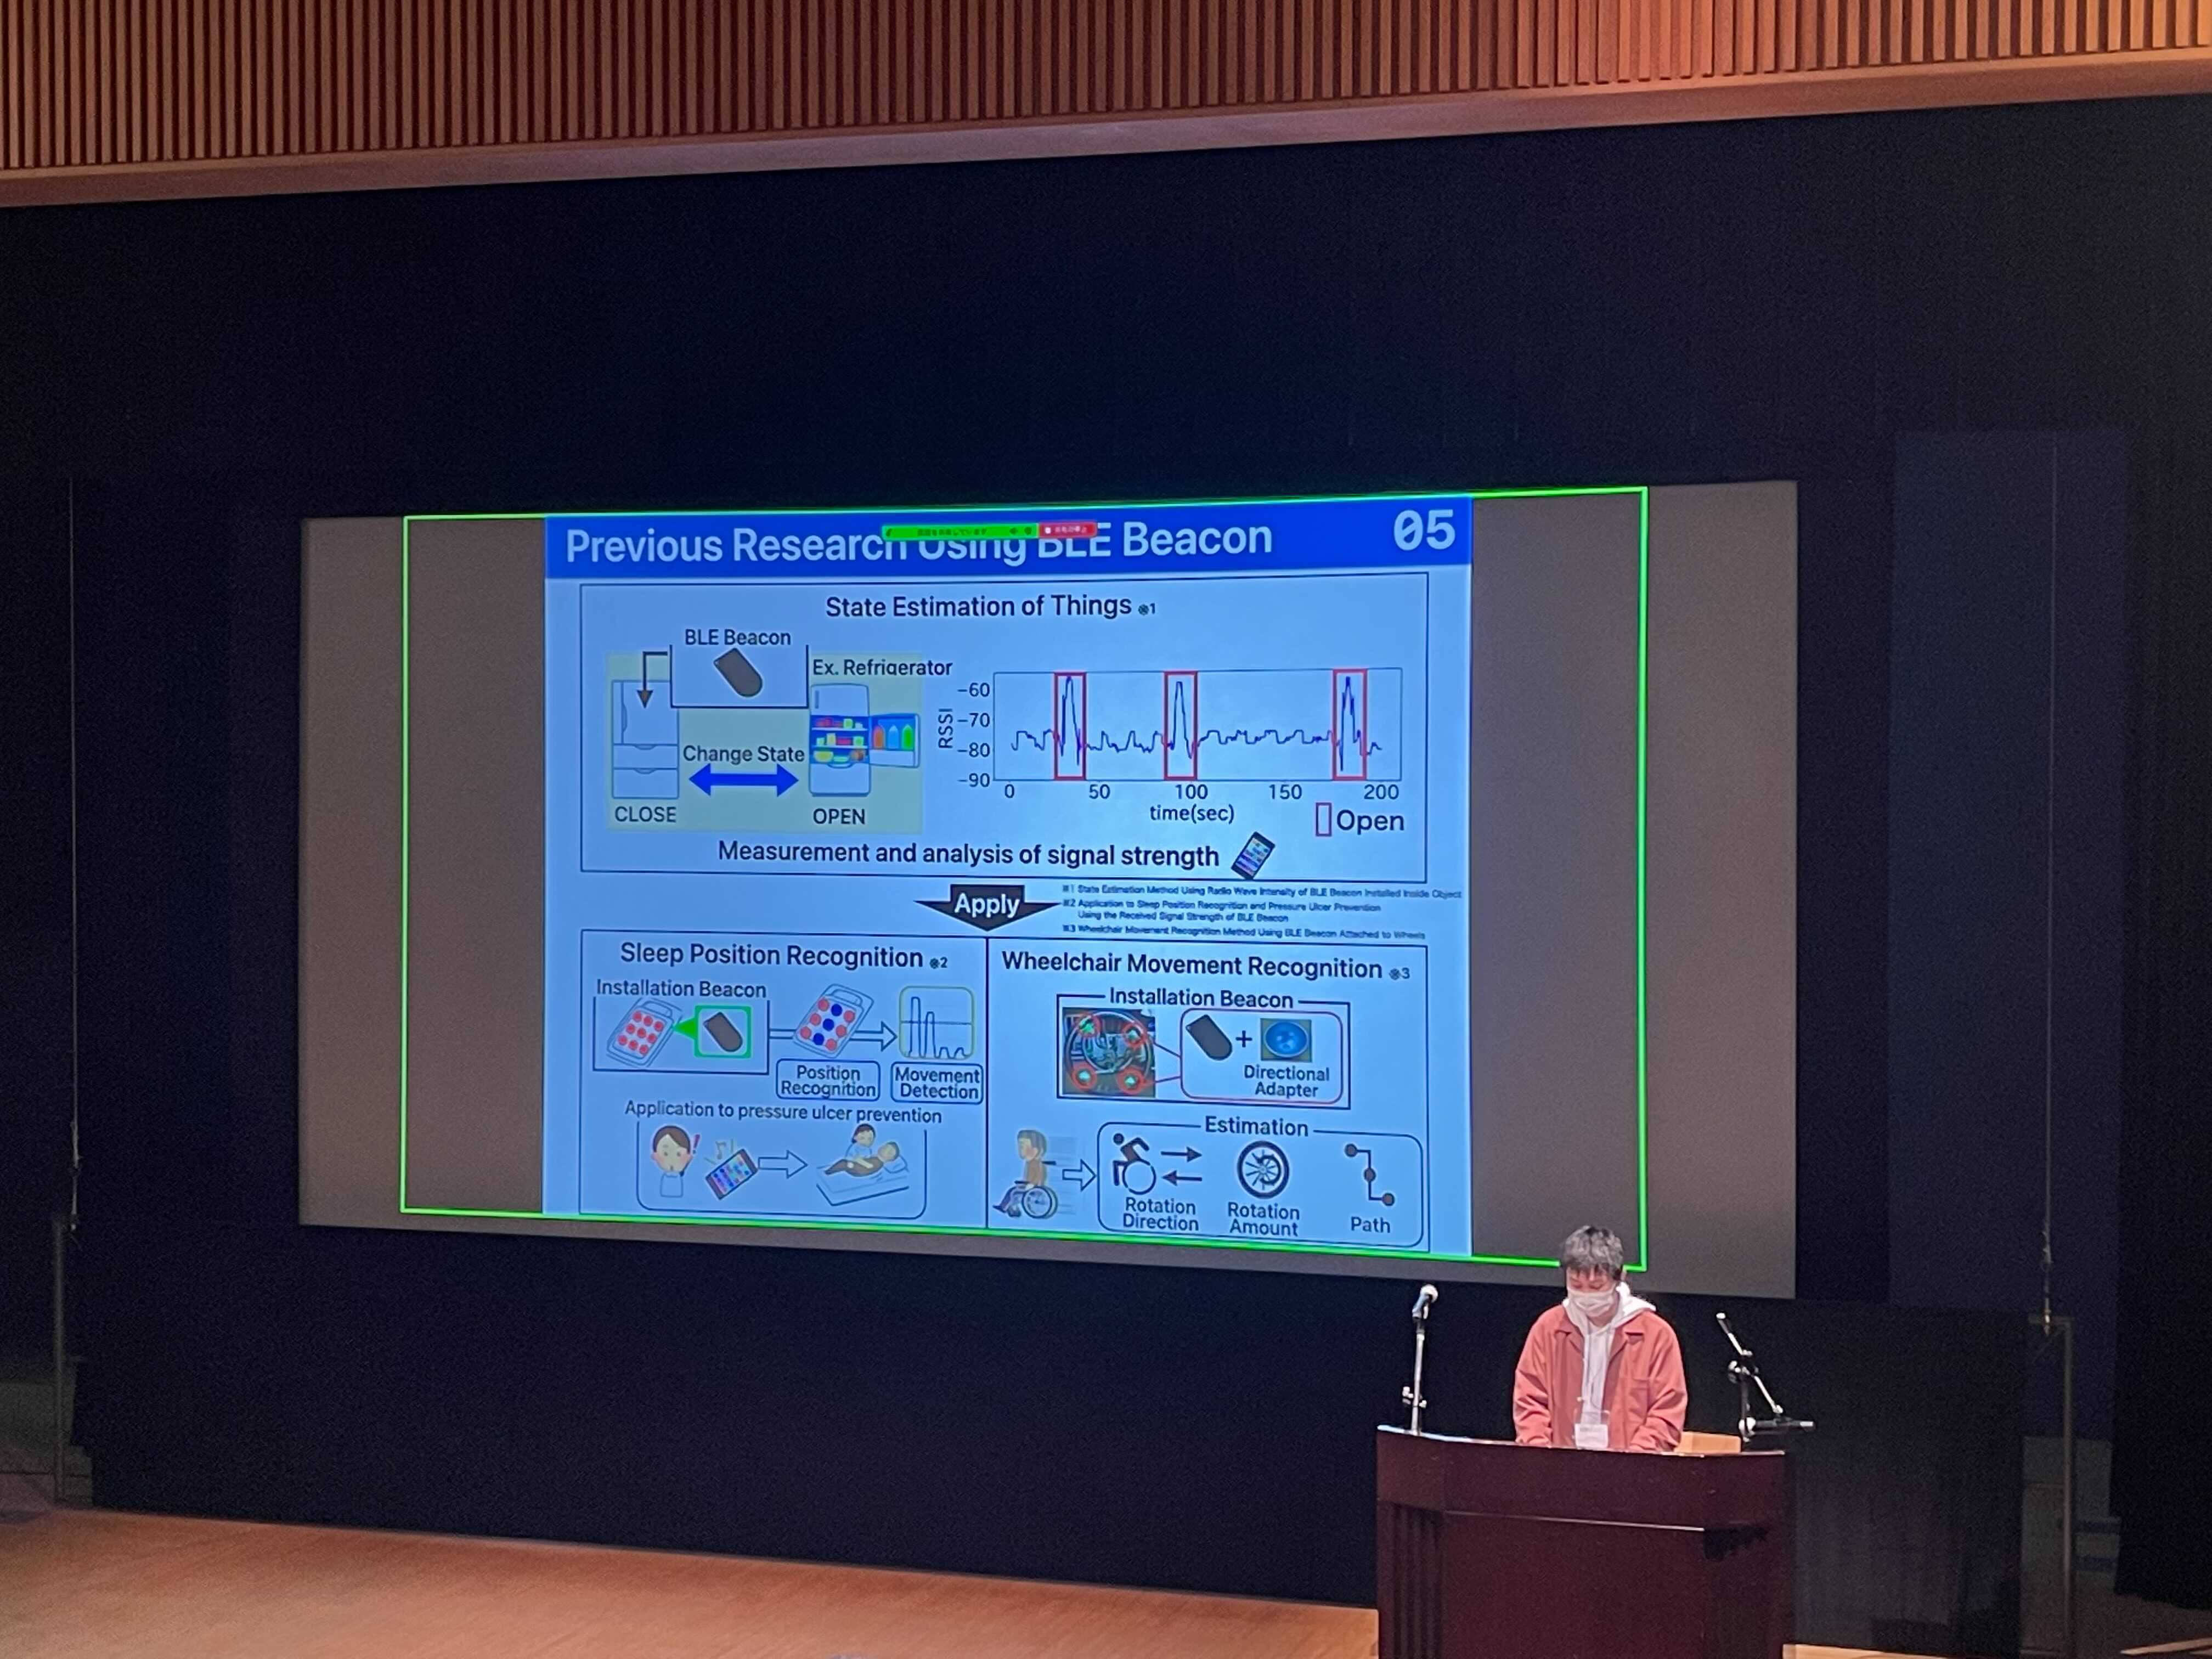 Previous Research Using BLE Beacon
05
State Estimation of Things ※1
BLE Beacon
Ex. Refrigerator
Change State
CLOSE
OPEN
RSSI
−60
−70
−80
−90
0 50 100 150 200
time(sec)
Open
Measurement and analysis of signal strength
Apply
※1 State Estimation Method Using Radio Wave Intensity of BLE Beacon Installed Inside Object
※2 Application to Sleep Position Recognition and Pressure Ulcer Prevention
Using the Received Signal Strength of BLE Beacon
※3 Wheelchair Movement Recognition Method Using BLE Beacon Attached to Wheels
Sleep Position Recognition ※2
Installation Beacon
Position
Recognition
Movement
Detection
Application to pressure ulcer prevention
Wheelchair Movement Recognition ※3
Installation Beacon
+
Directional
Adapter
Estimation
Rotation
Direction
Rotation
Amount
Path